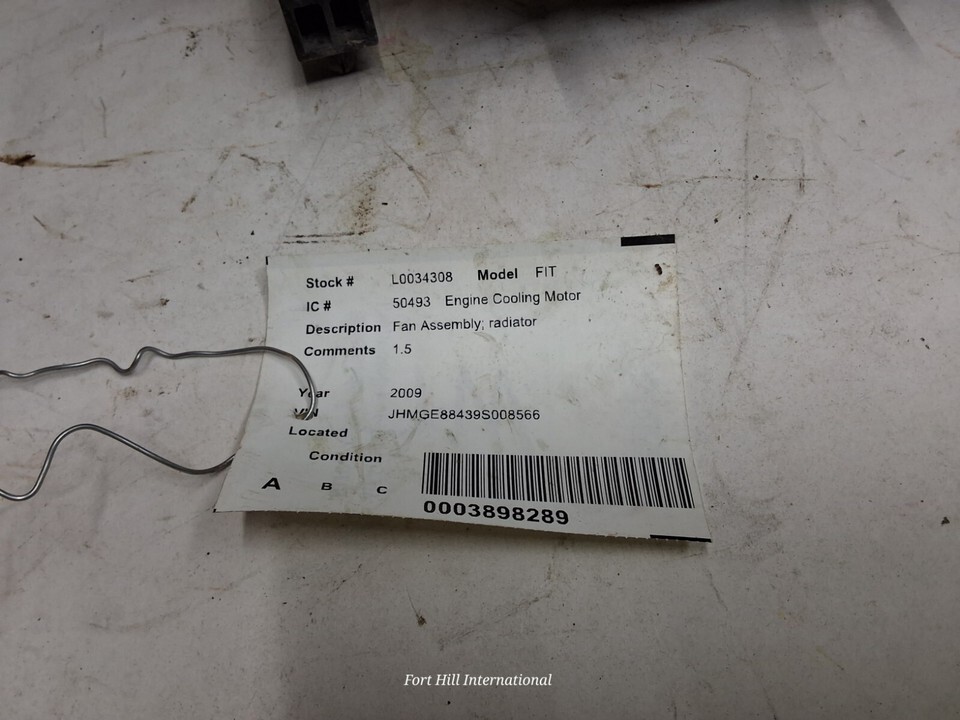 Stock # L0034308 Model FIT
IC # 50493 Engine Cooling Motor
Description Fan Assembly; radiator
Comments 1.5
Year 2009
VIN JHMGE88439S008566
Located
Condition
A B C
0003898289
Fort Hill International